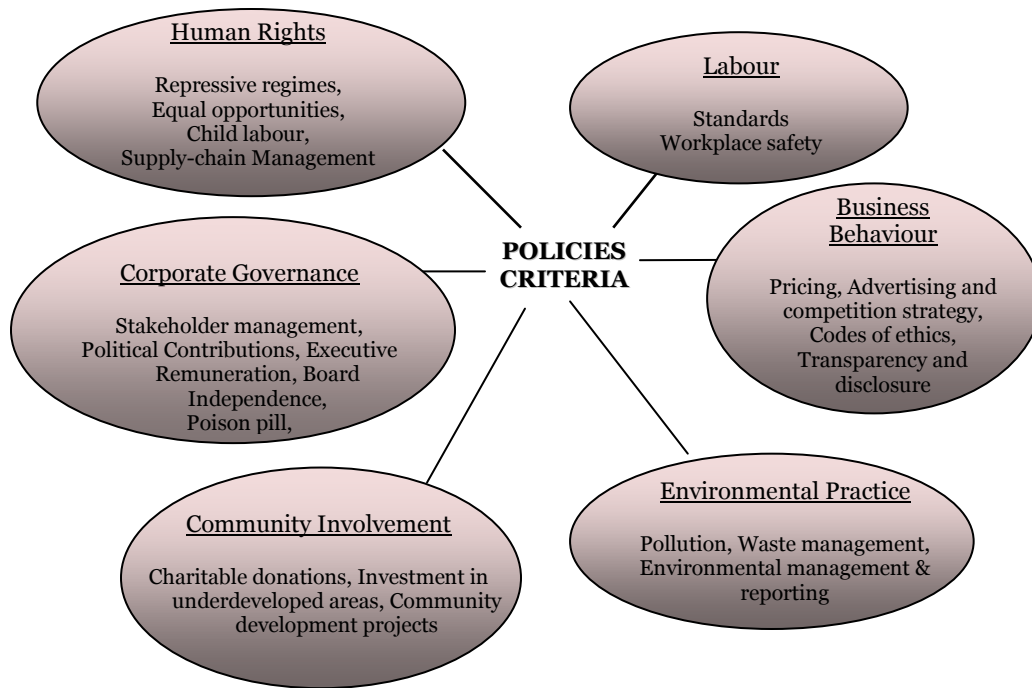 Human Rights
Repressive regimes,
Equal opportunities,
Child labour,
Supply-chain Management
Labour
Standards
Workplace safety
POLICIES
CRITERIA
Business
Behaviour
Pricing, Advertising and
competition strategy,
Codes of ethics,
Transparency and
disclosure
Corporate Governance
Stakeholder management,
Political Contributions, Executive
Remuneration, Board
Independence,
Poison pill,
Community Involvement
Charitable donations, Investment in
underdeveloped areas, Community
development projects
Environmental Practice
Pollution, Waste management,
Environmental management &
reporting